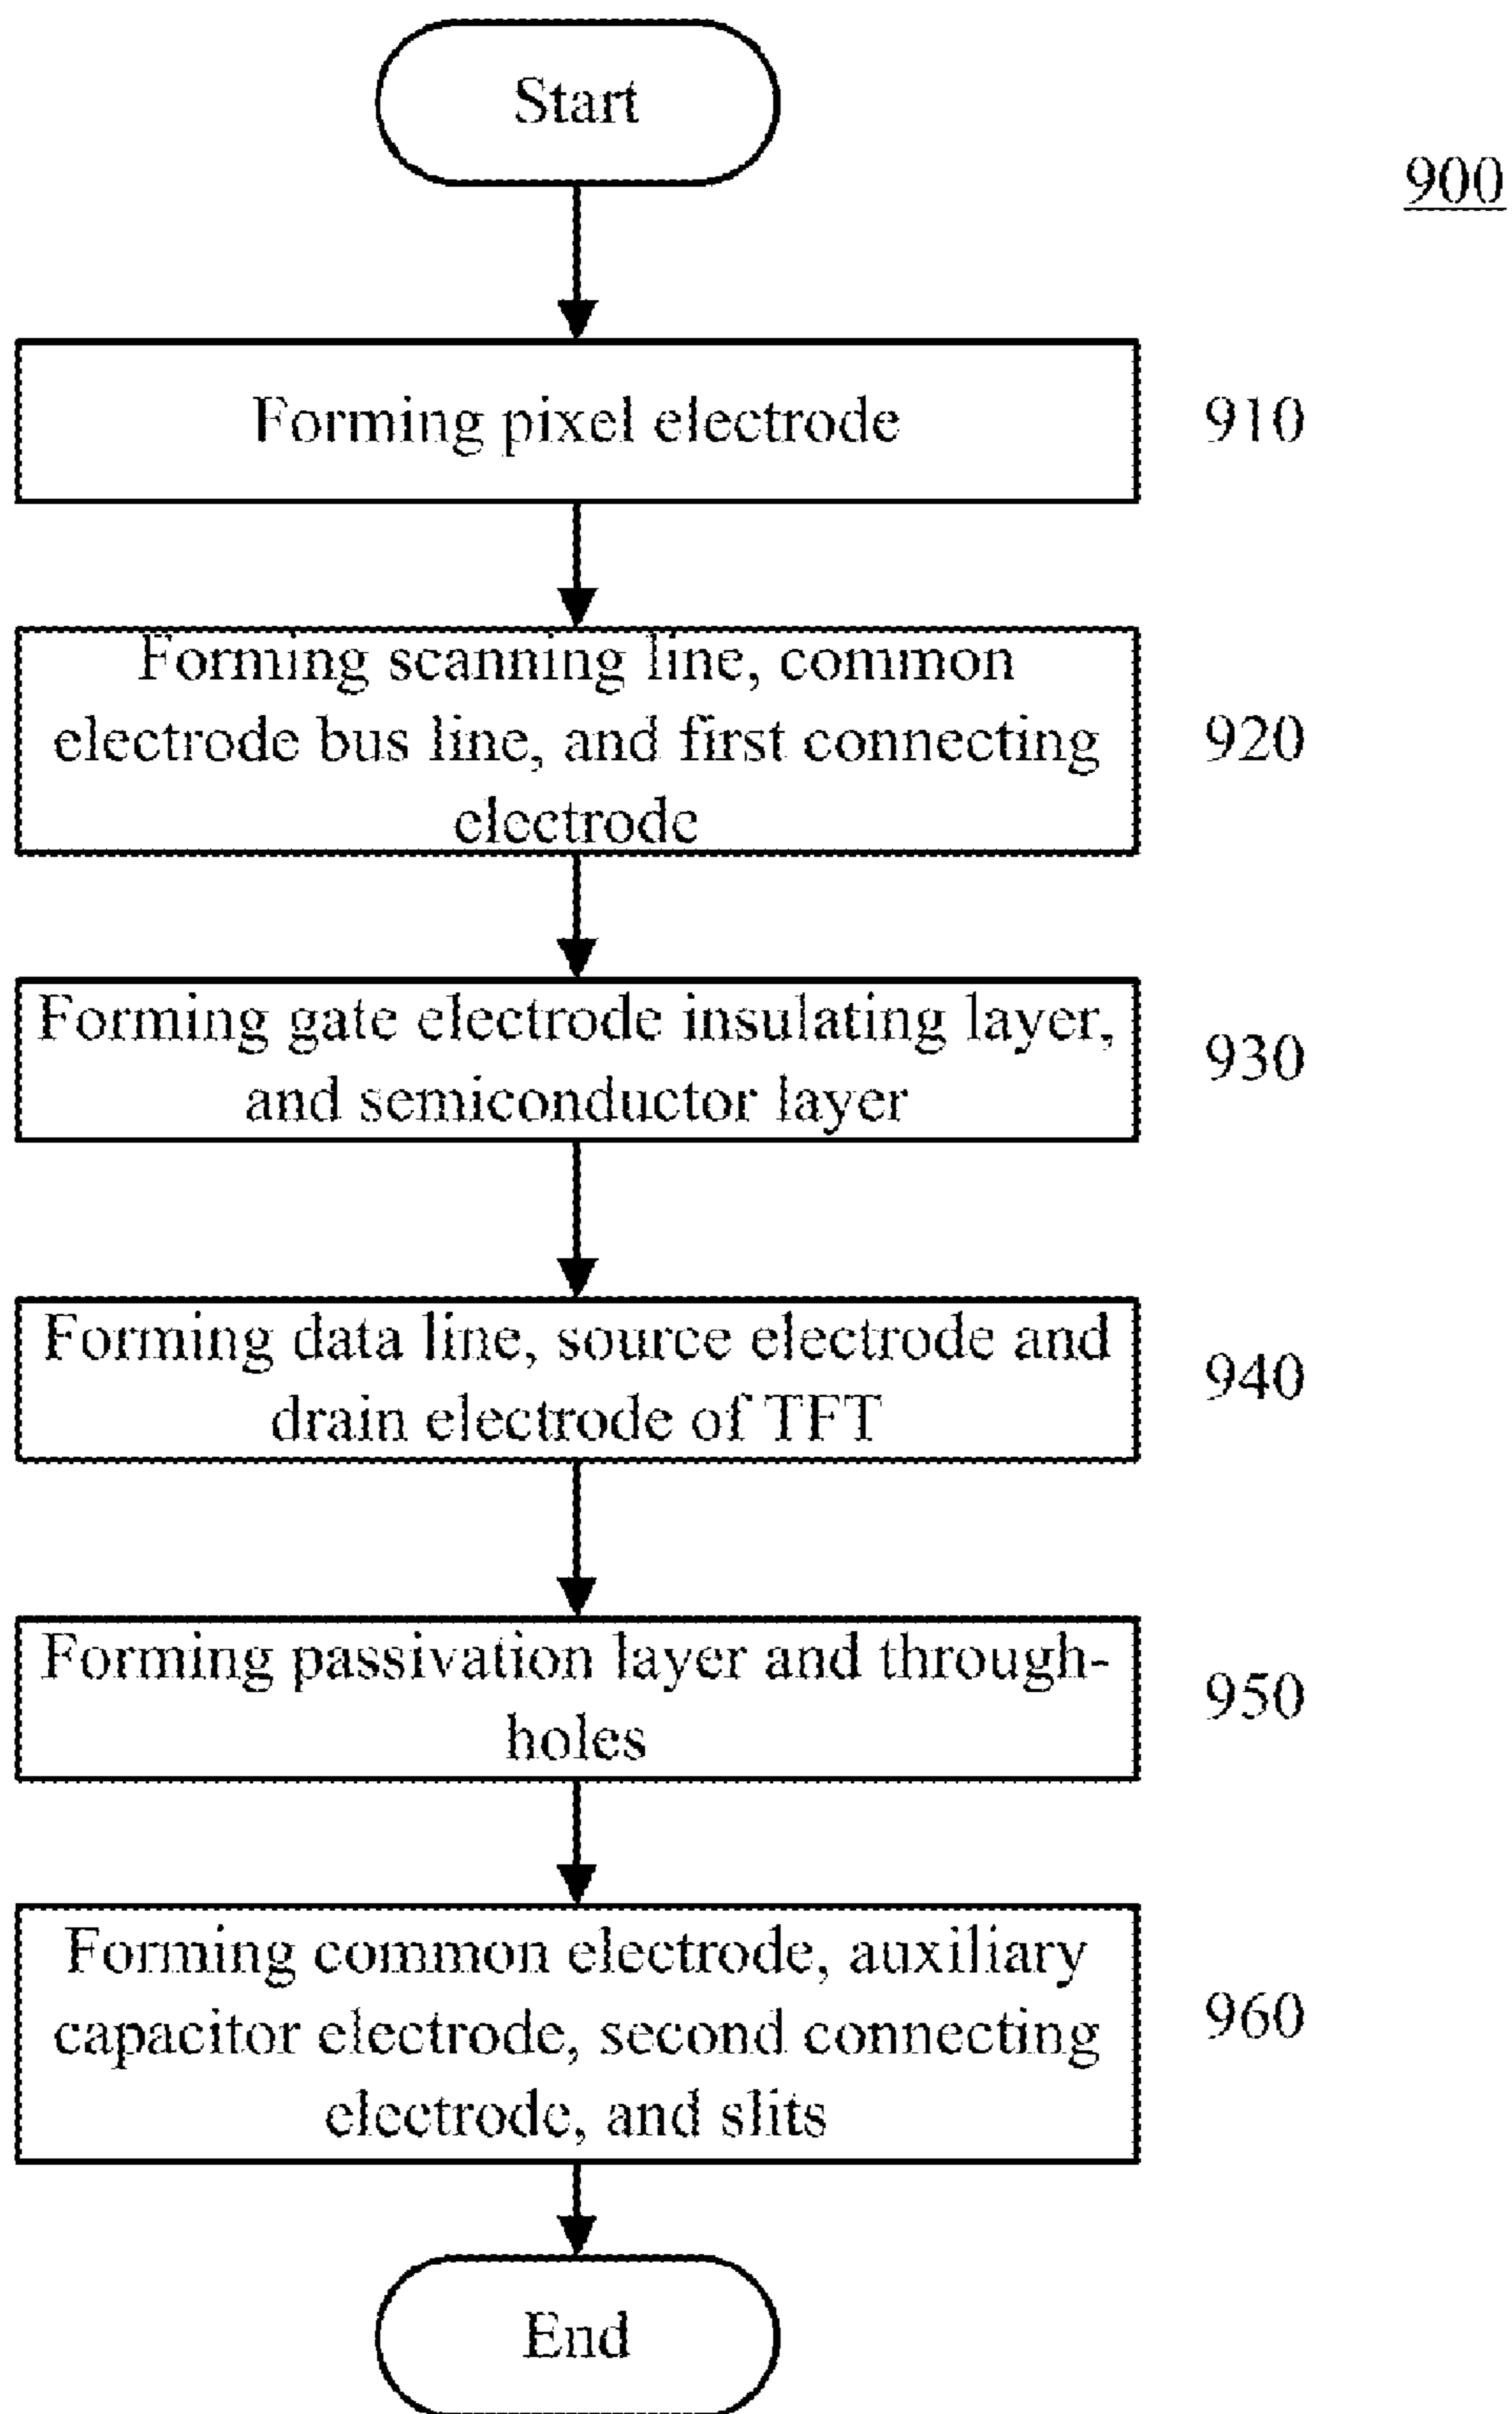 Start
900
Forming pixel electrode
910
Forming scanning line, common
electrode bus line, and first connecting
electrode
920
Forming gate electrode insulating layer,
and semiconductor layer
930
Forming data line, source electrode and
drain electrode of TFT
940
Forming passivation layer and through-
holes
950
Forming common electrode, auxiliary
capacitor electrode, second connecting
electrode, and slits
960
End